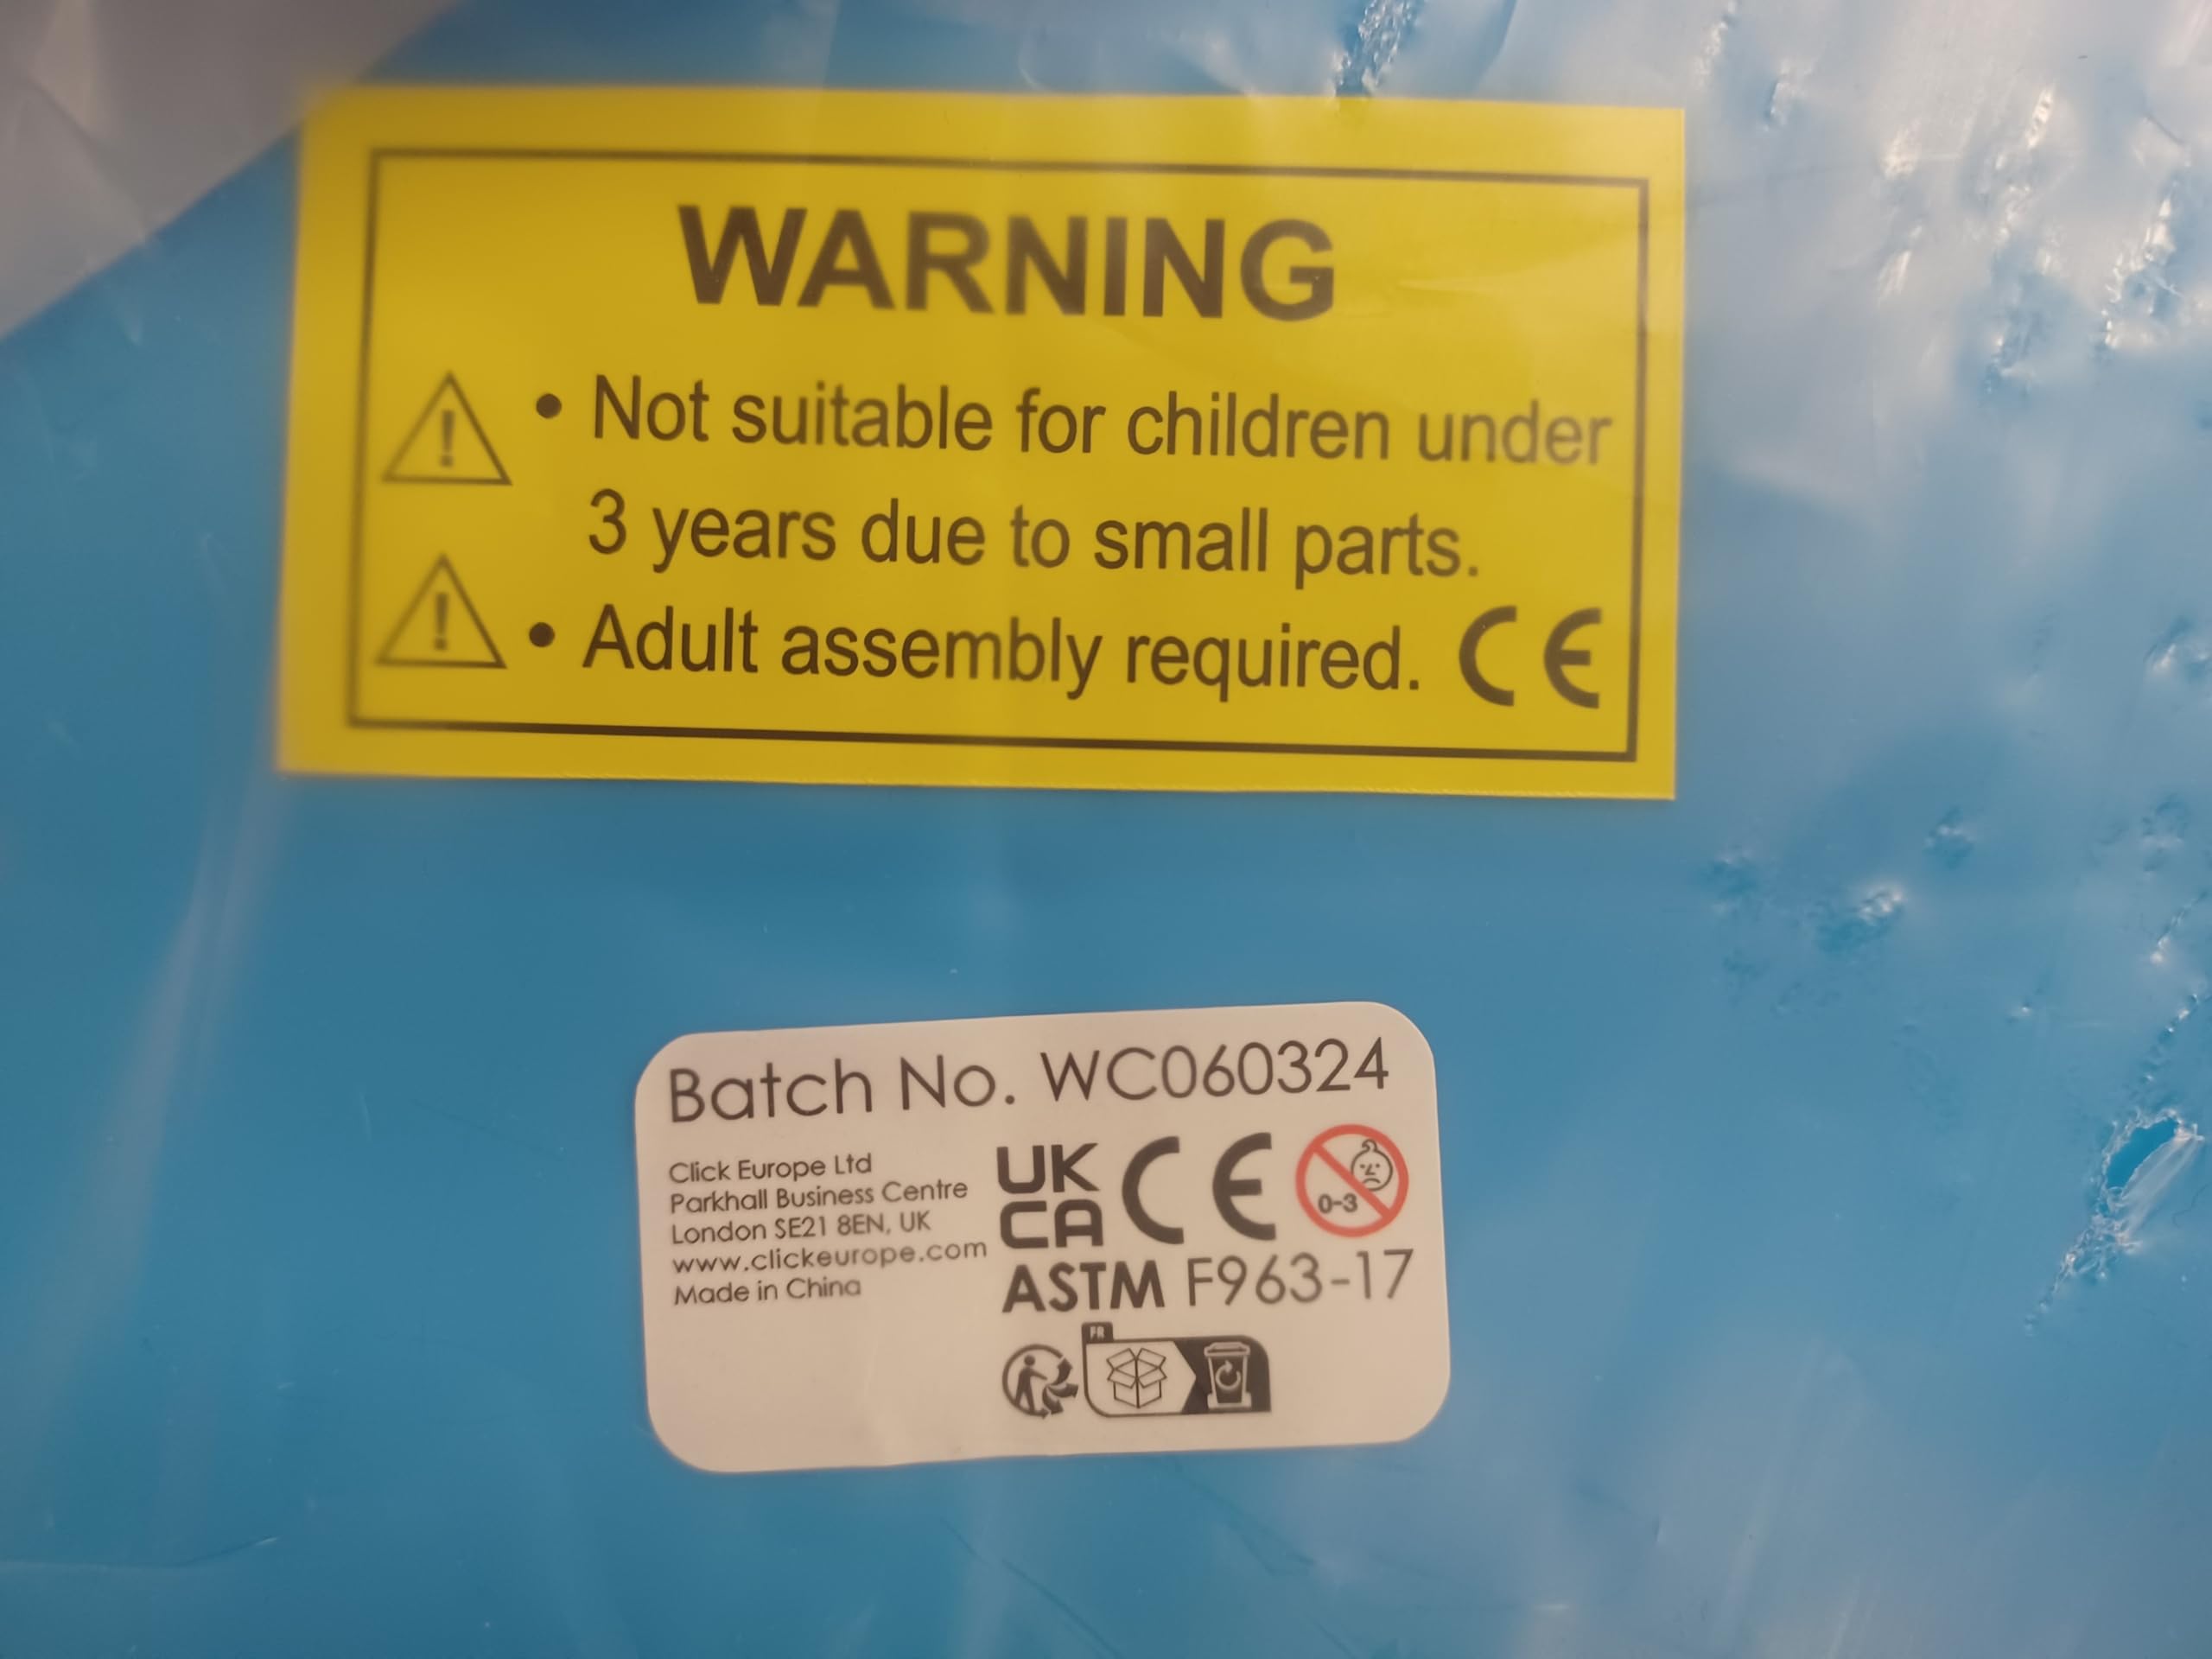 WARNING
• Not suitable for children under
3 years due to small parts.
• Adult assembly required. CE
Batch No. WC060324
Click Europe Ltd
Parkhall Business Centre
London SE21 8EN, UK
www.clickeurope.com
Made in China
UK
CA CE
0-3
ASTM F963-17
FR